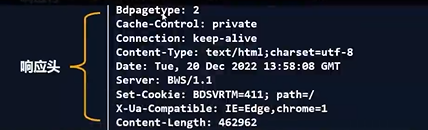 响应头
Bdpagetype: 2
Cache-Control: private
Connection: keep-alive
Content-Type: text/html;charset=utf-8
Date: Tue, 20 Dec 2022 13:58:08 GMT
Server: BWS/1.1
Set-Cookie: BDSVRTM=411; path=/
X-Ua-Compatible: IE=Edge,chrome=1
Content-Length: 462962